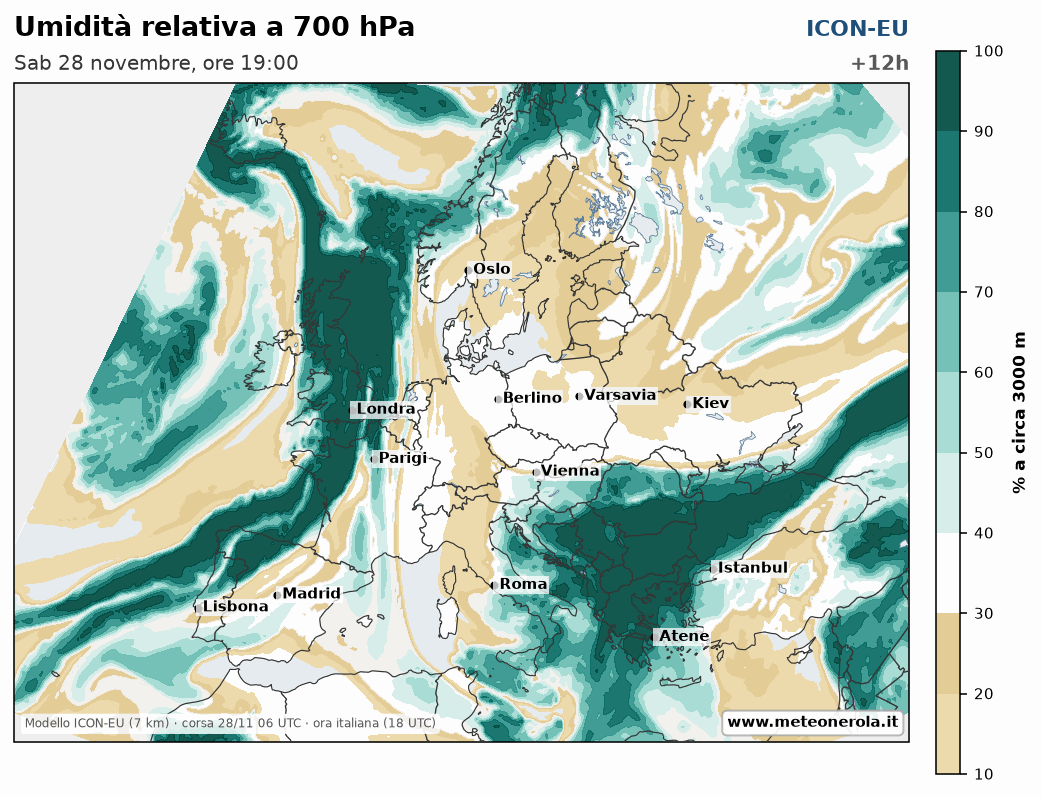 Umidità relativa a 700 hPa
ICON-EU
Sab 28 novembre, ore 19:00
+12h
Oslo
Londra
Berlino
Varsavia
Kiev
Parigi
Vienna
Istanbul
Roma
Madrid
Lisbona
Atene
Modello ICON-EU (7 km) · corsa 28/11 06 UTC · ora italiana (18 UTC)
www.meteonerola.it
100
90
80
70
60
50
40
30
20
10
% a circa 3000 m